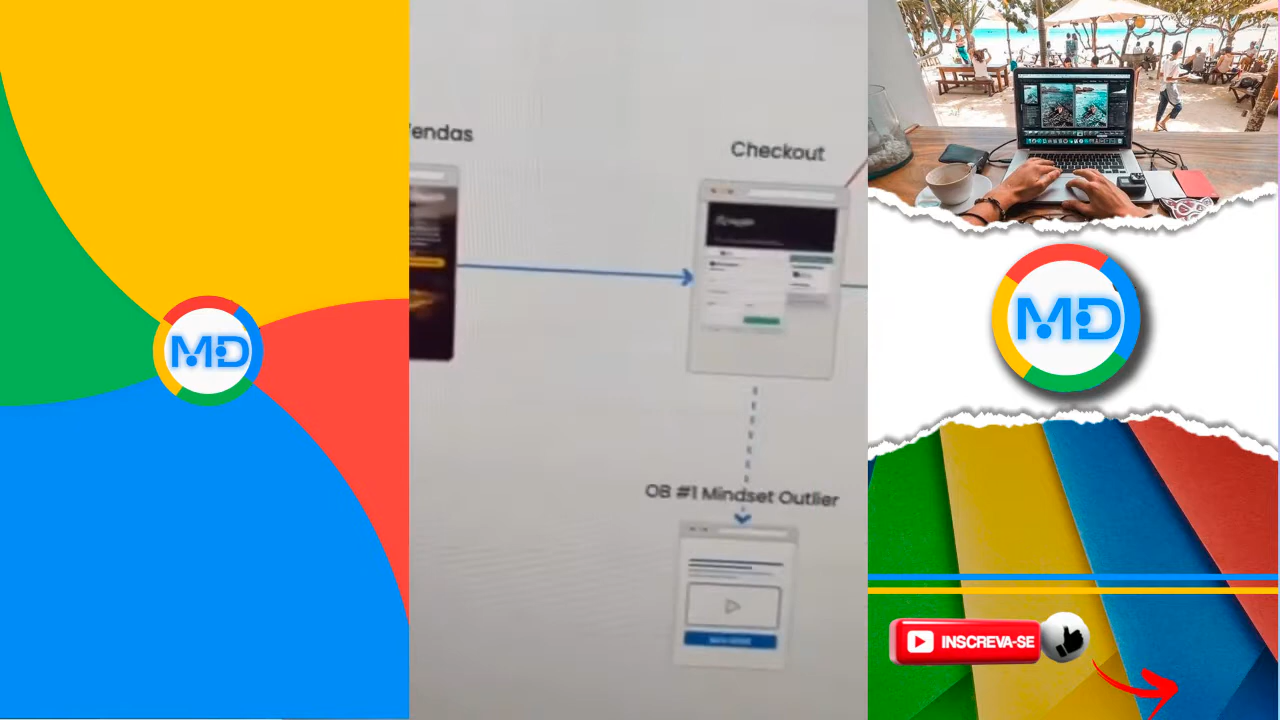 MD
Vendas
Checkout
OB #1 Mindset Outlier
MD
INSCREVA-SE